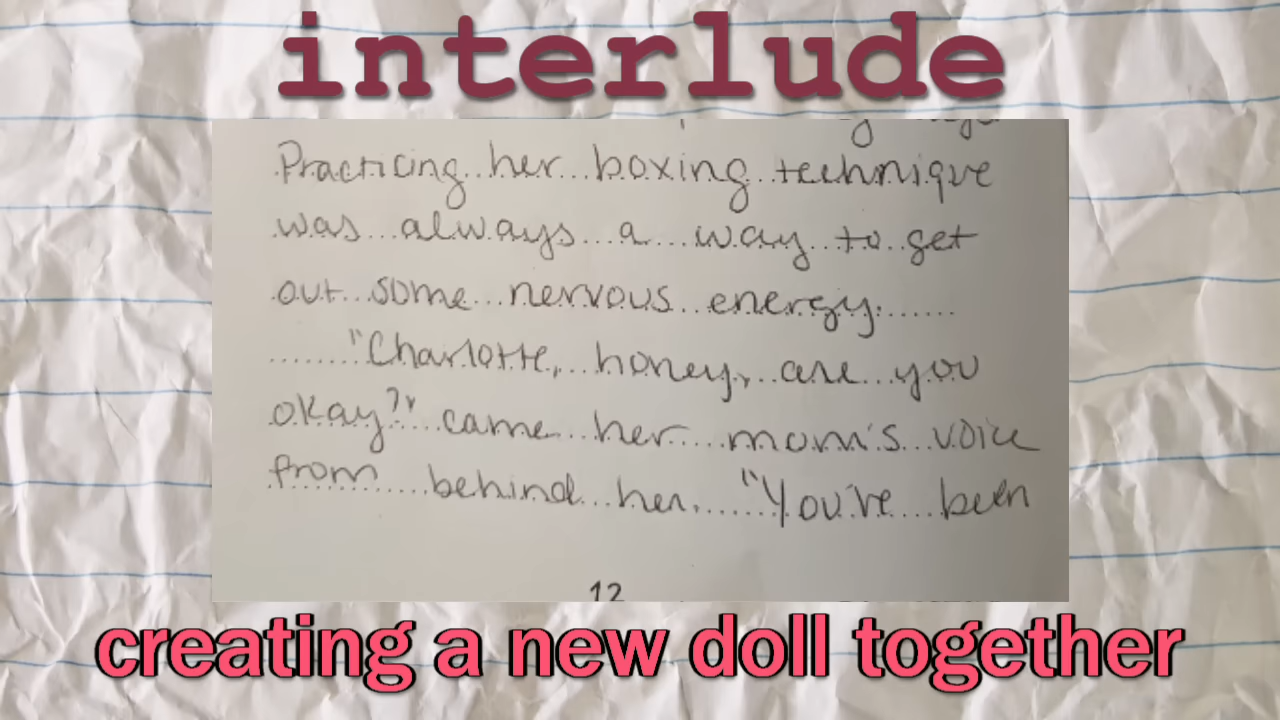 interlude
Practicing her boxing technique
was always a way to get
out some nervous energy.
"Charlotte, honey, are you
okay?" came her mom's voice
from behind her. "You've been
12
creating a new doll together